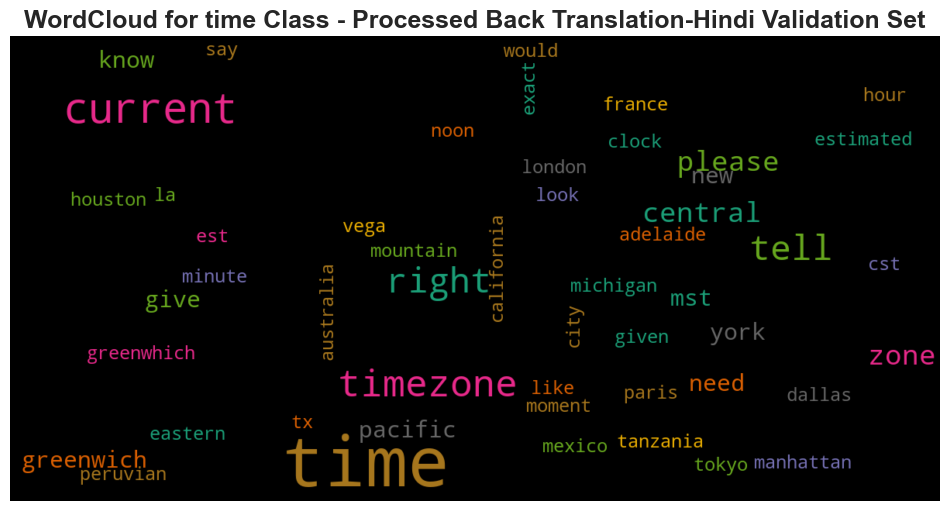 WordCloud for time Class - Processed Back Translation-Hindi Validation Set
say
would
know
exact
hour
france
current
noon
clock
estimated
please
london
new
houston
la
look
central
vega
est
adelaide
tell
mountain
california
cst
minute
right
michigan
mst
give
australia
city
given
york
greenwhich
zone
timezone
like
need
paris
dallas
moment
tx
pacific
eastern
time
mexico
tanzania
greenwich
tokyo
manhattan
peruvian